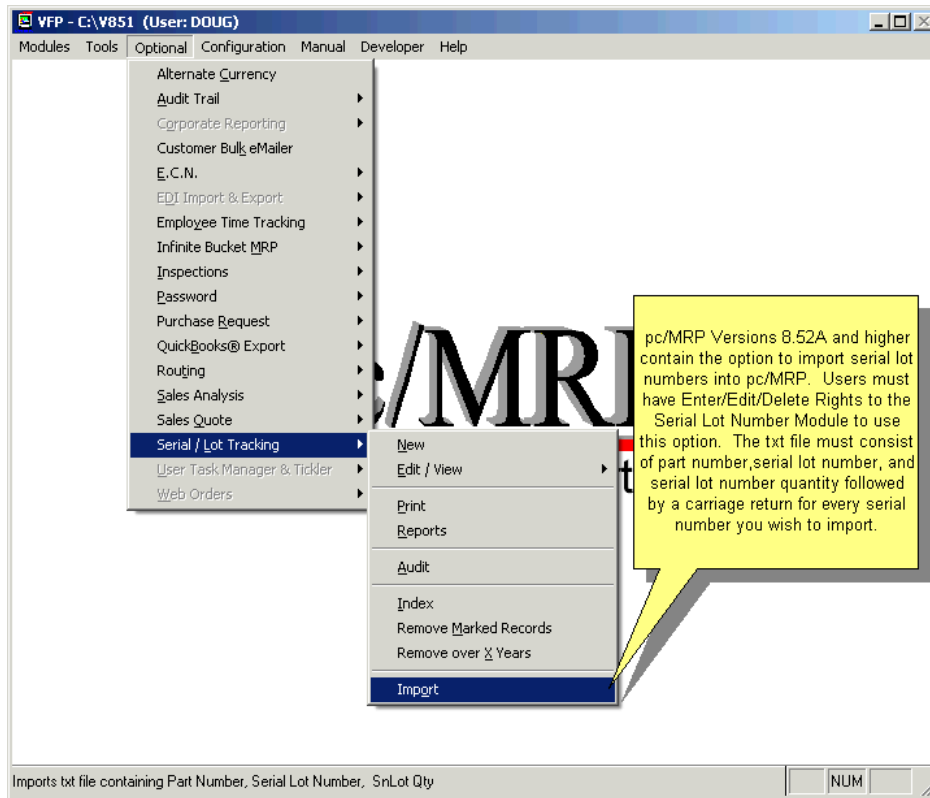 VFP - C:\V851 (User: DOUG)
Modules Tools Optional Configuration Manual Developer Help
Alternate Currency
Audit Trail
Corporate Reporting
Customer Bulk eMailer
E.C.N.
EDI Import & Export
Employee Time Tracking
Infinite Bucket MRP
Inspections
Password
Purchase Request
QuickBooks® Export
Routing
Sales Analysis
Sales Quote
Serial / Lot Tracking
User Task Manager & Tickler
Web Orders
New
Edit / View
Print
Reports
Audit
Index
Remove Marked Records
Remove over X Years
Import
/MRP
pc/MRP Versions 8.52A and higher
contain the option to import serial lot
numbers into pc/MRP. Users must
have Enter/Edit/Delete Rights to the
Serial Lot Number Module to use
this option. The txt file must consist
of part number,serial lot number, and
serial lot number quantity followed
by a carriage return for every serial
number you wish to import.
Imports txt file containing Part Number, Serial Lot Number, SnLot Qty
NUM